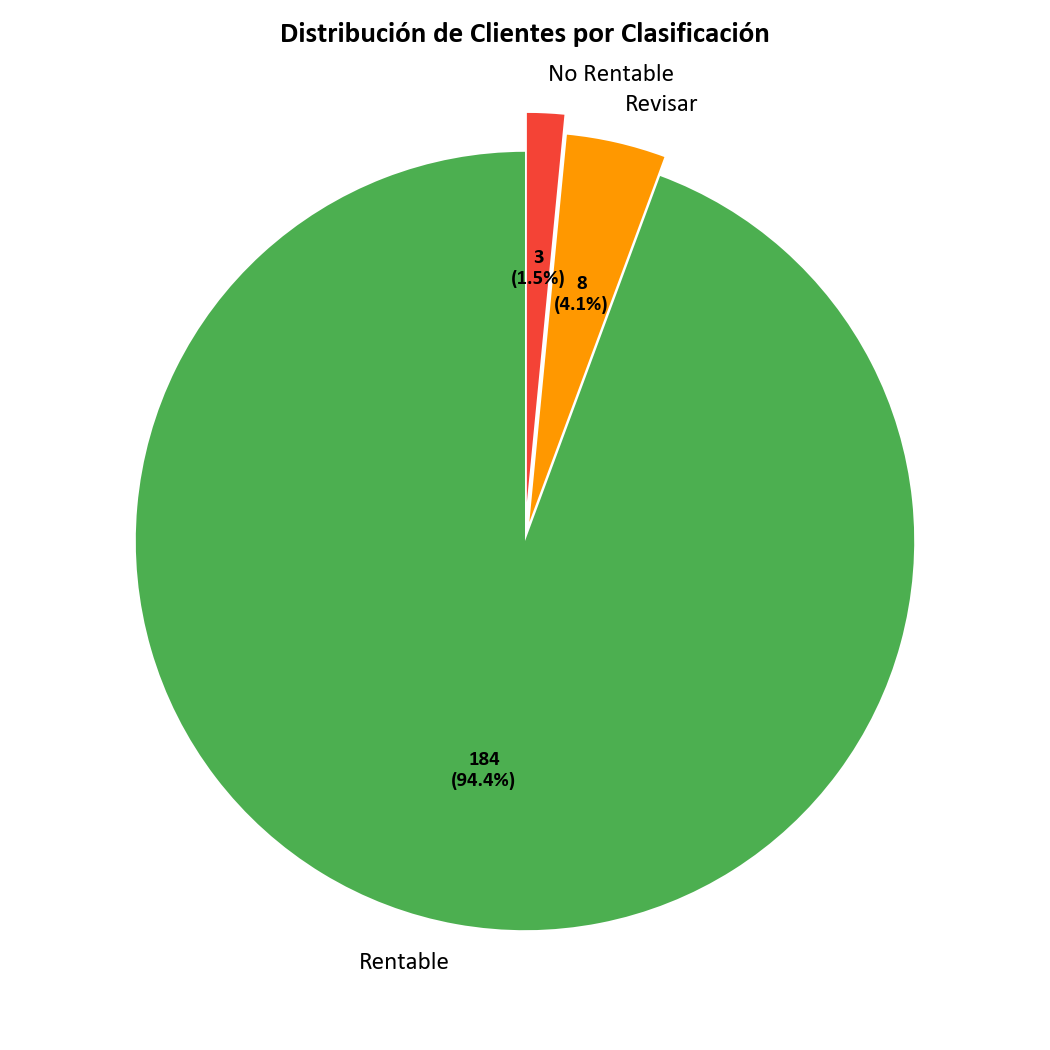 Distribución de Clientes por Clasificación
No Rentable
Revisar
3
(1.5%)
8
(4.1%)
184
(94.4%)
Rentable